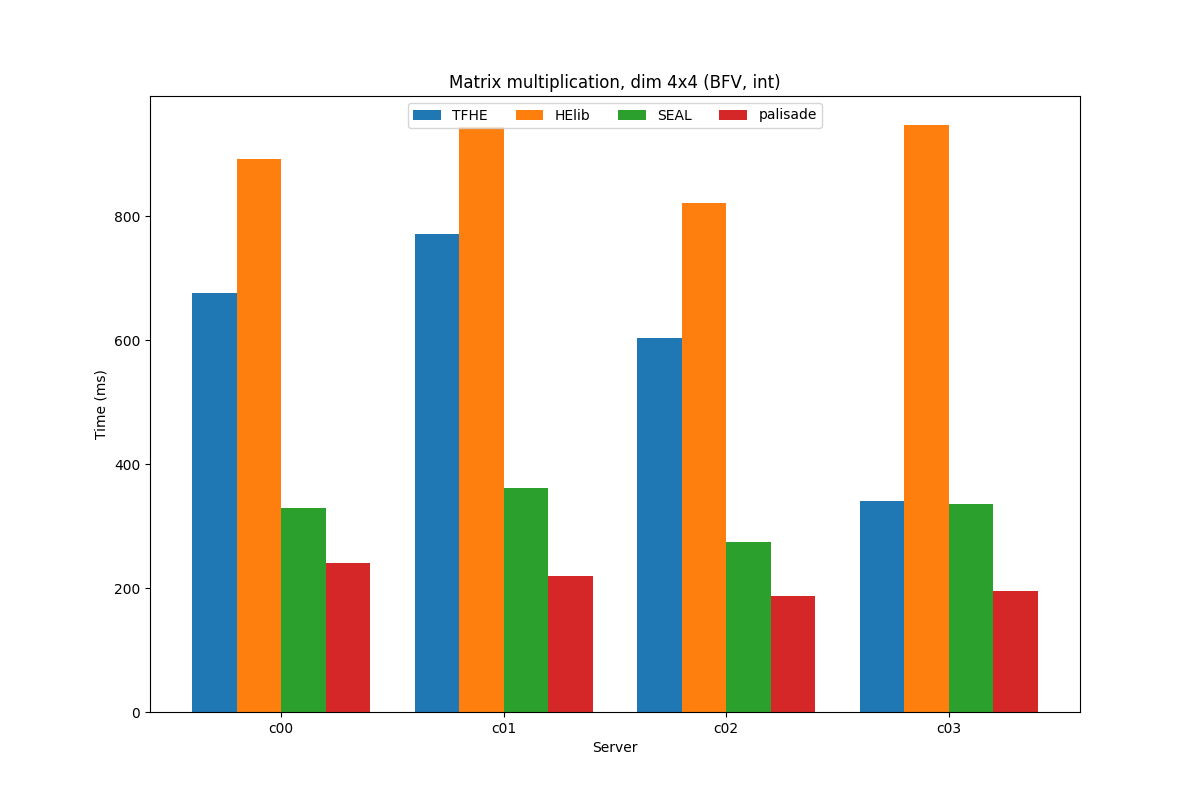 Matrix multiplication, dim 4x4 (BFV, int)
TFHE HElib SEAL palisade
800
600
400
200
0
Time (ms)
c00 c01 c02 c03
Server